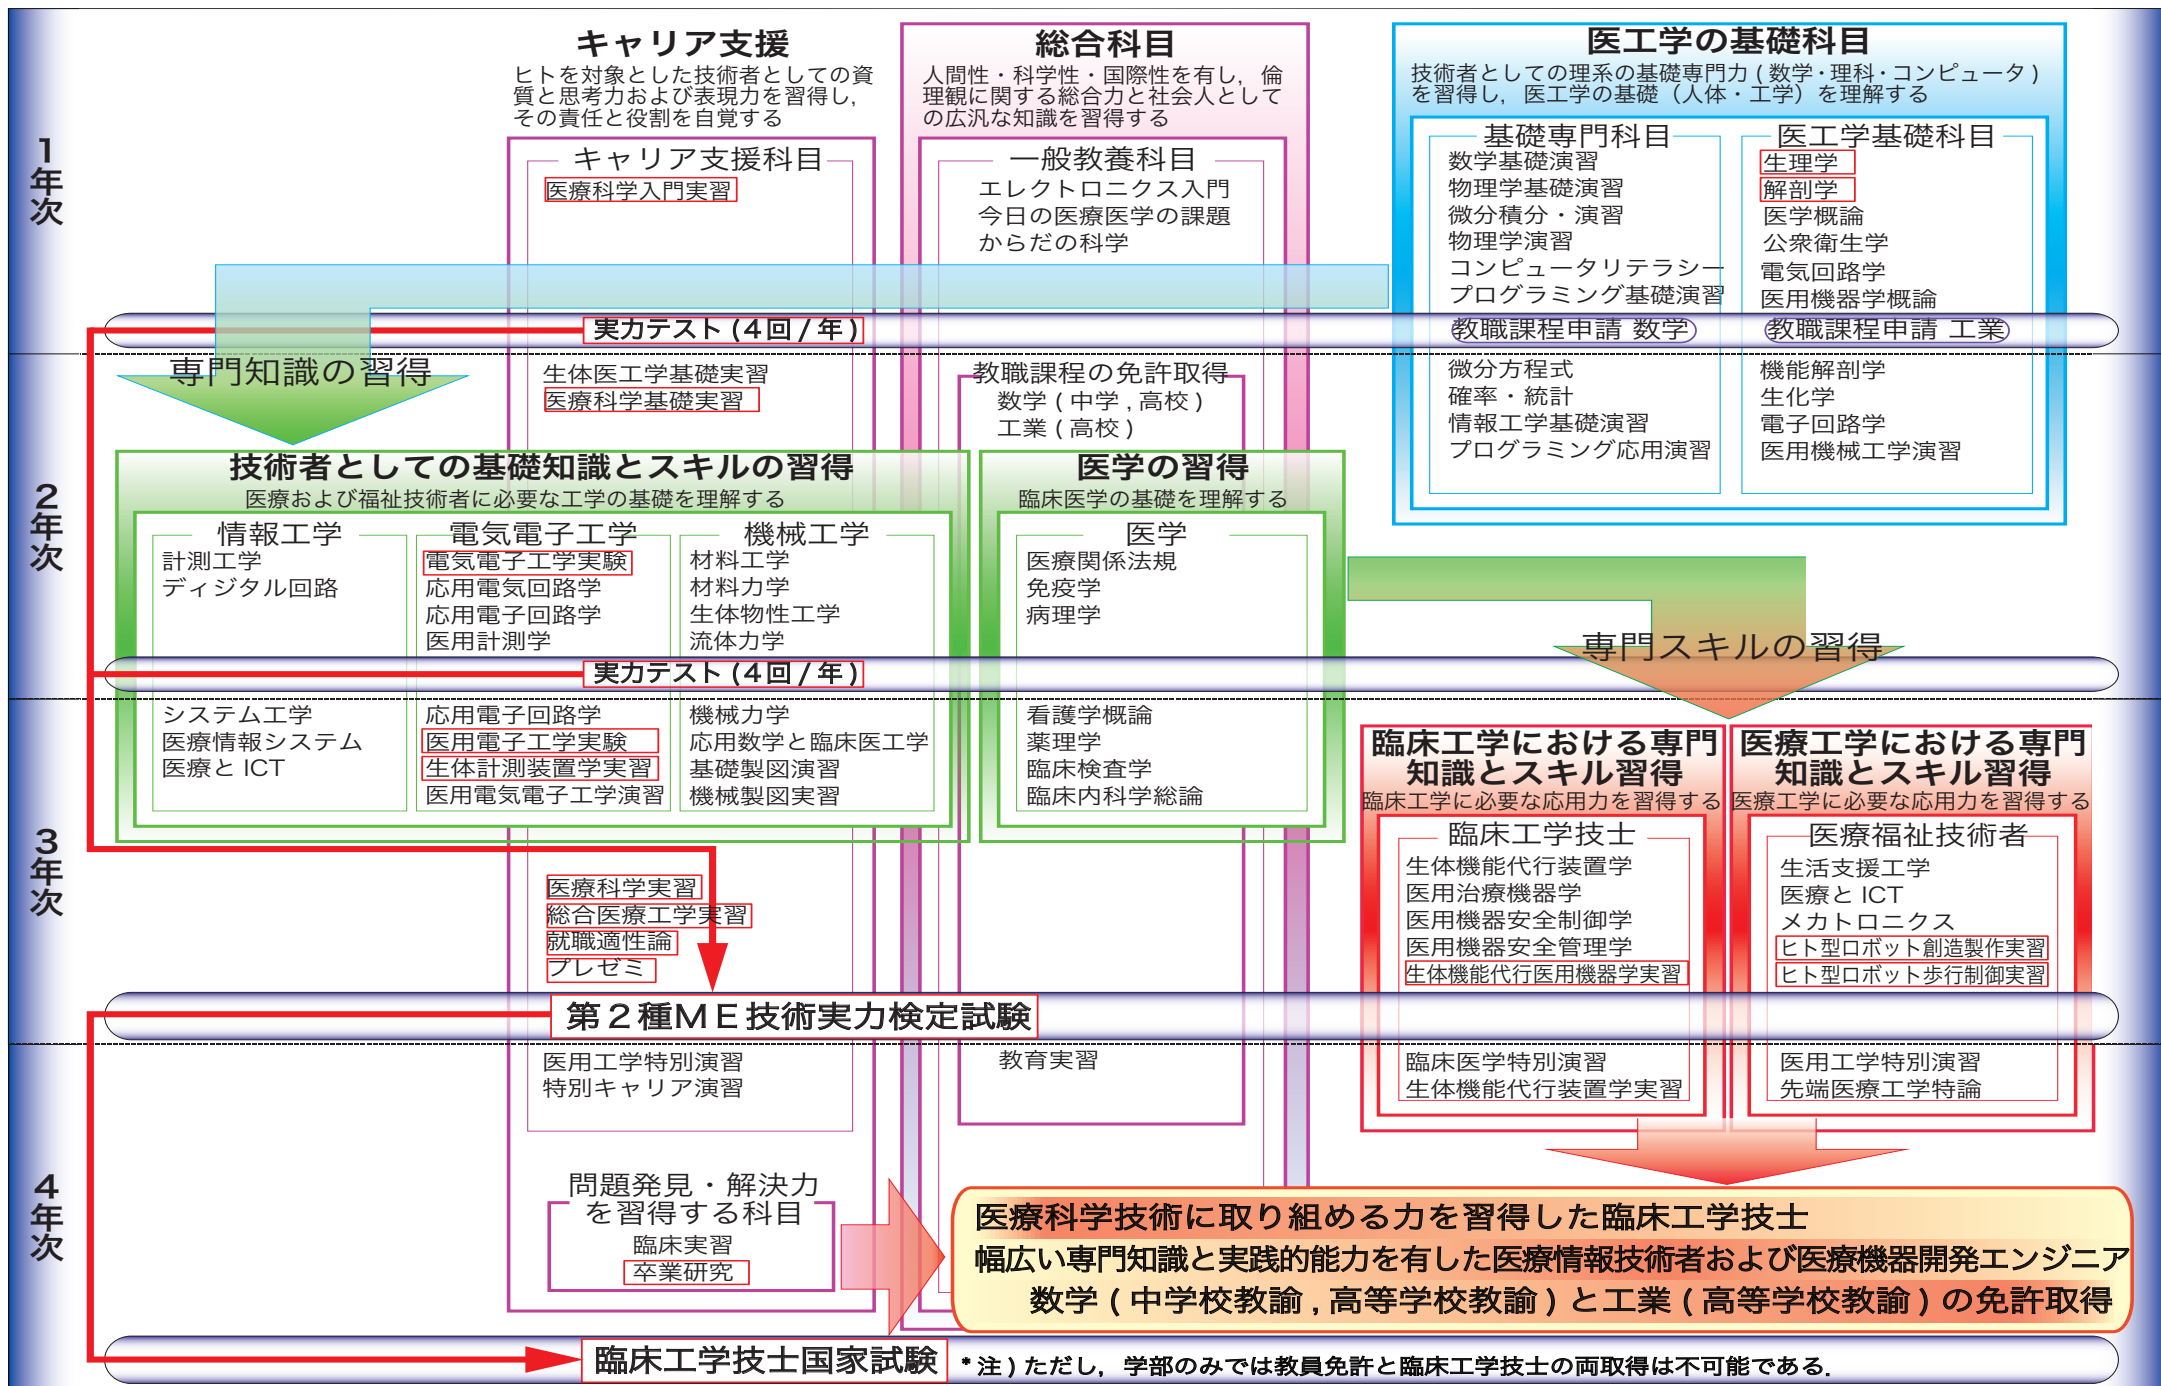 1年次
キャリア支援
ヒトを対象とした技術者としての資
質と思考力および表現力を習得し，
その責任と役割を自覚する
キャリア支援科目
医療科学入門実習
総合科目
人間性・科学性・国際性を有し，倫
理観に関する総合力と社会人として
の広汎な知識を習得する
一般教養科目
エレクトロニクス入門
今日の医療医学の課題
からだの科学
医工学の基礎科目
技術者としての理系の基礎専門力(数学・理科・コンピュータ)
を習得し，医工学の基礎（人体・工学）を理解する
基礎専門科目
数学基礎演習
物理学基礎演習
微分積分・演習
物理学演習
コンピュータリテラシー
プログラミング基礎演習
医工学基礎科目
生理学
解剖学
医学概論
公衆衛生学
電気回路学
医用機器学概論
実力テスト(4回/年)
教職課程申請 数学
教職課程申請 工業
2年次
専門知識の習得
生体医工学基礎実習
医療科学基礎実習
教職課程の免許取得
数学(中学,高校)
工業(高校)
微分方程式
確率・統計
情報工学基礎演習
プログラミング応用演習
機能解剖学
生化学
電子回路学
医用機械工学演習
技術者としての基礎知識とスキルの習得
医療および福祉技術者に必要な工学の基礎を理解する
情報工学
計測工学
ディジタル回路
電気電子工学
電気電子工学実験
応用電気回路学
応用電子回路学
医用計測学
機械工学
材料工学
材料力学
生体物性工学
流体力学
医学の習得
臨床医学の基礎を理解する
医学
医療関係法規
免疫学
病理学
専門スキルの習得
実力テスト(4回/年)
3年次
システム工学
医療情報システム
医療とICT
応用電子回路学
医用電子工学実験
生体計測装置学実習
医用電気電子工学演習
機械力学
応用数学と臨床医工学
基礎製図演習
機械製図実習
看護学概論
薬理学
臨床検査学
臨床内科学総論
臨床工学における専門
知識とスキル習得
臨床工学に必要な応用力を習得する
臨床工学技士
生体機能代行装置学
医用治療機器学
医用機器安全制御学
医用機器安全管理学
生体機能代行医用機器学実習
医療工学における専門
知識とスキル習得
医療工学に必要な応用力を習得する
医療福祉技術者
生活支援工学
医療とICT
メカトロニクス
ヒト型ロボット創造製作実習
ヒト型ロボット歩行制御実習
医療科学実習
総合医療工学実習
就職適性論
プレゼミ
第２種ＭＥ技術実力検定試験
4年次
医用工学特別演習
特別キャリア演習
教育実習
臨床医学特別演習
生体機能代行装置学実習
医用工学特別演習
先端医療工学特論
問題発見・解決力
を習得する科目
臨床実習
卒業研究
医療科学技術に取り組める力を習得した臨床工学技士
幅広い専門知識と実践的能力を有した医療情報技術者および医療機器開発エンジニア
数学(中学校教諭,高等学校教諭)と工業(高等学校教諭)の免許取得
臨床工学技士国家試験
*注)ただし，学部のみでは教員免許と臨床工学技士の両取得は不可能である.